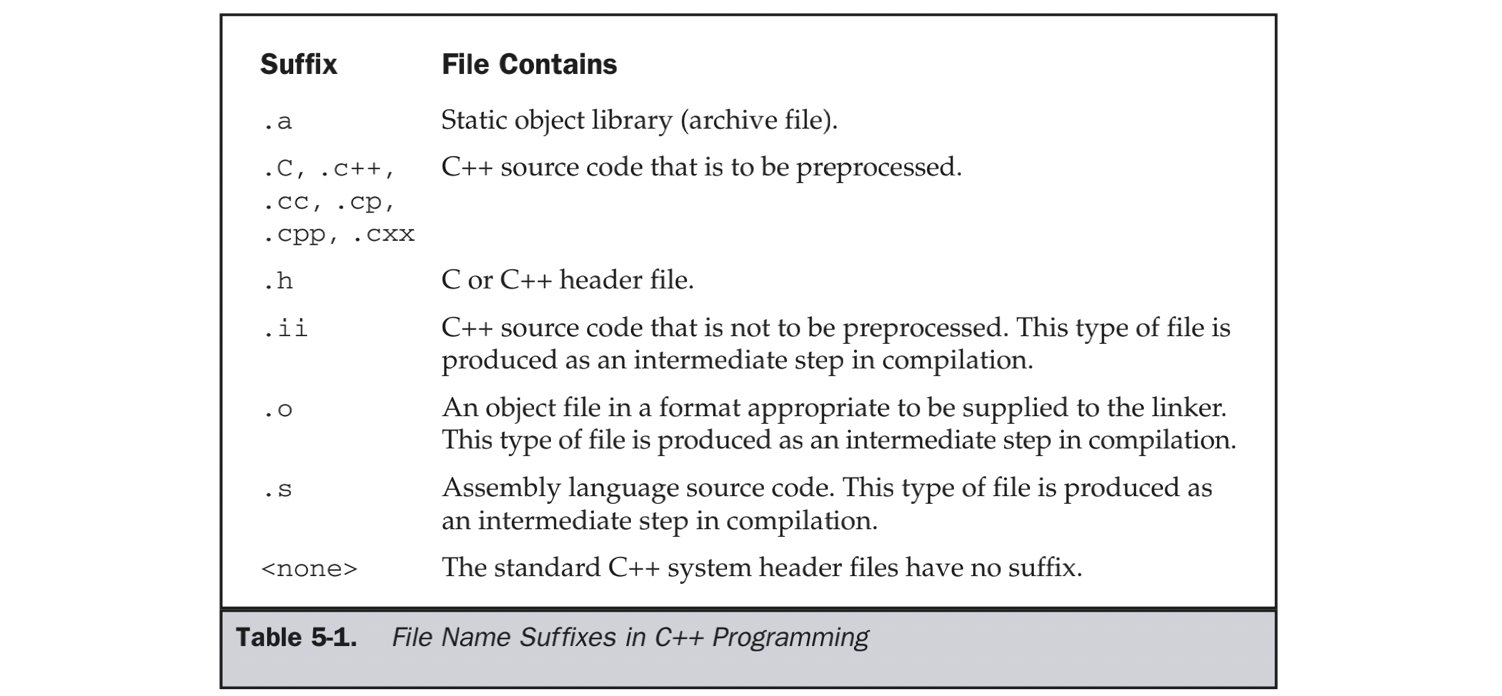 Suffix File Contains
.a Static object library (archive file).
.C, .c++, C++ source code that is to be preprocessed.
.cc, .cp,
.cpp, .cxx
.h C or C++ header file.
.ii C++ source code that is not to be preprocessed. This type of file is
produced as an intermediate step in compilation.
.o An object file in a format appropriate to be supplied to the linker.
This type of file is produced as an intermediate step in compilation.
.s Assembly language source code. This type of file is produced as
an intermediate step in compilation.
<none> The standard C++ system header files have no suffix.
Table 5-1. File Name Suffixes in C++ Programming